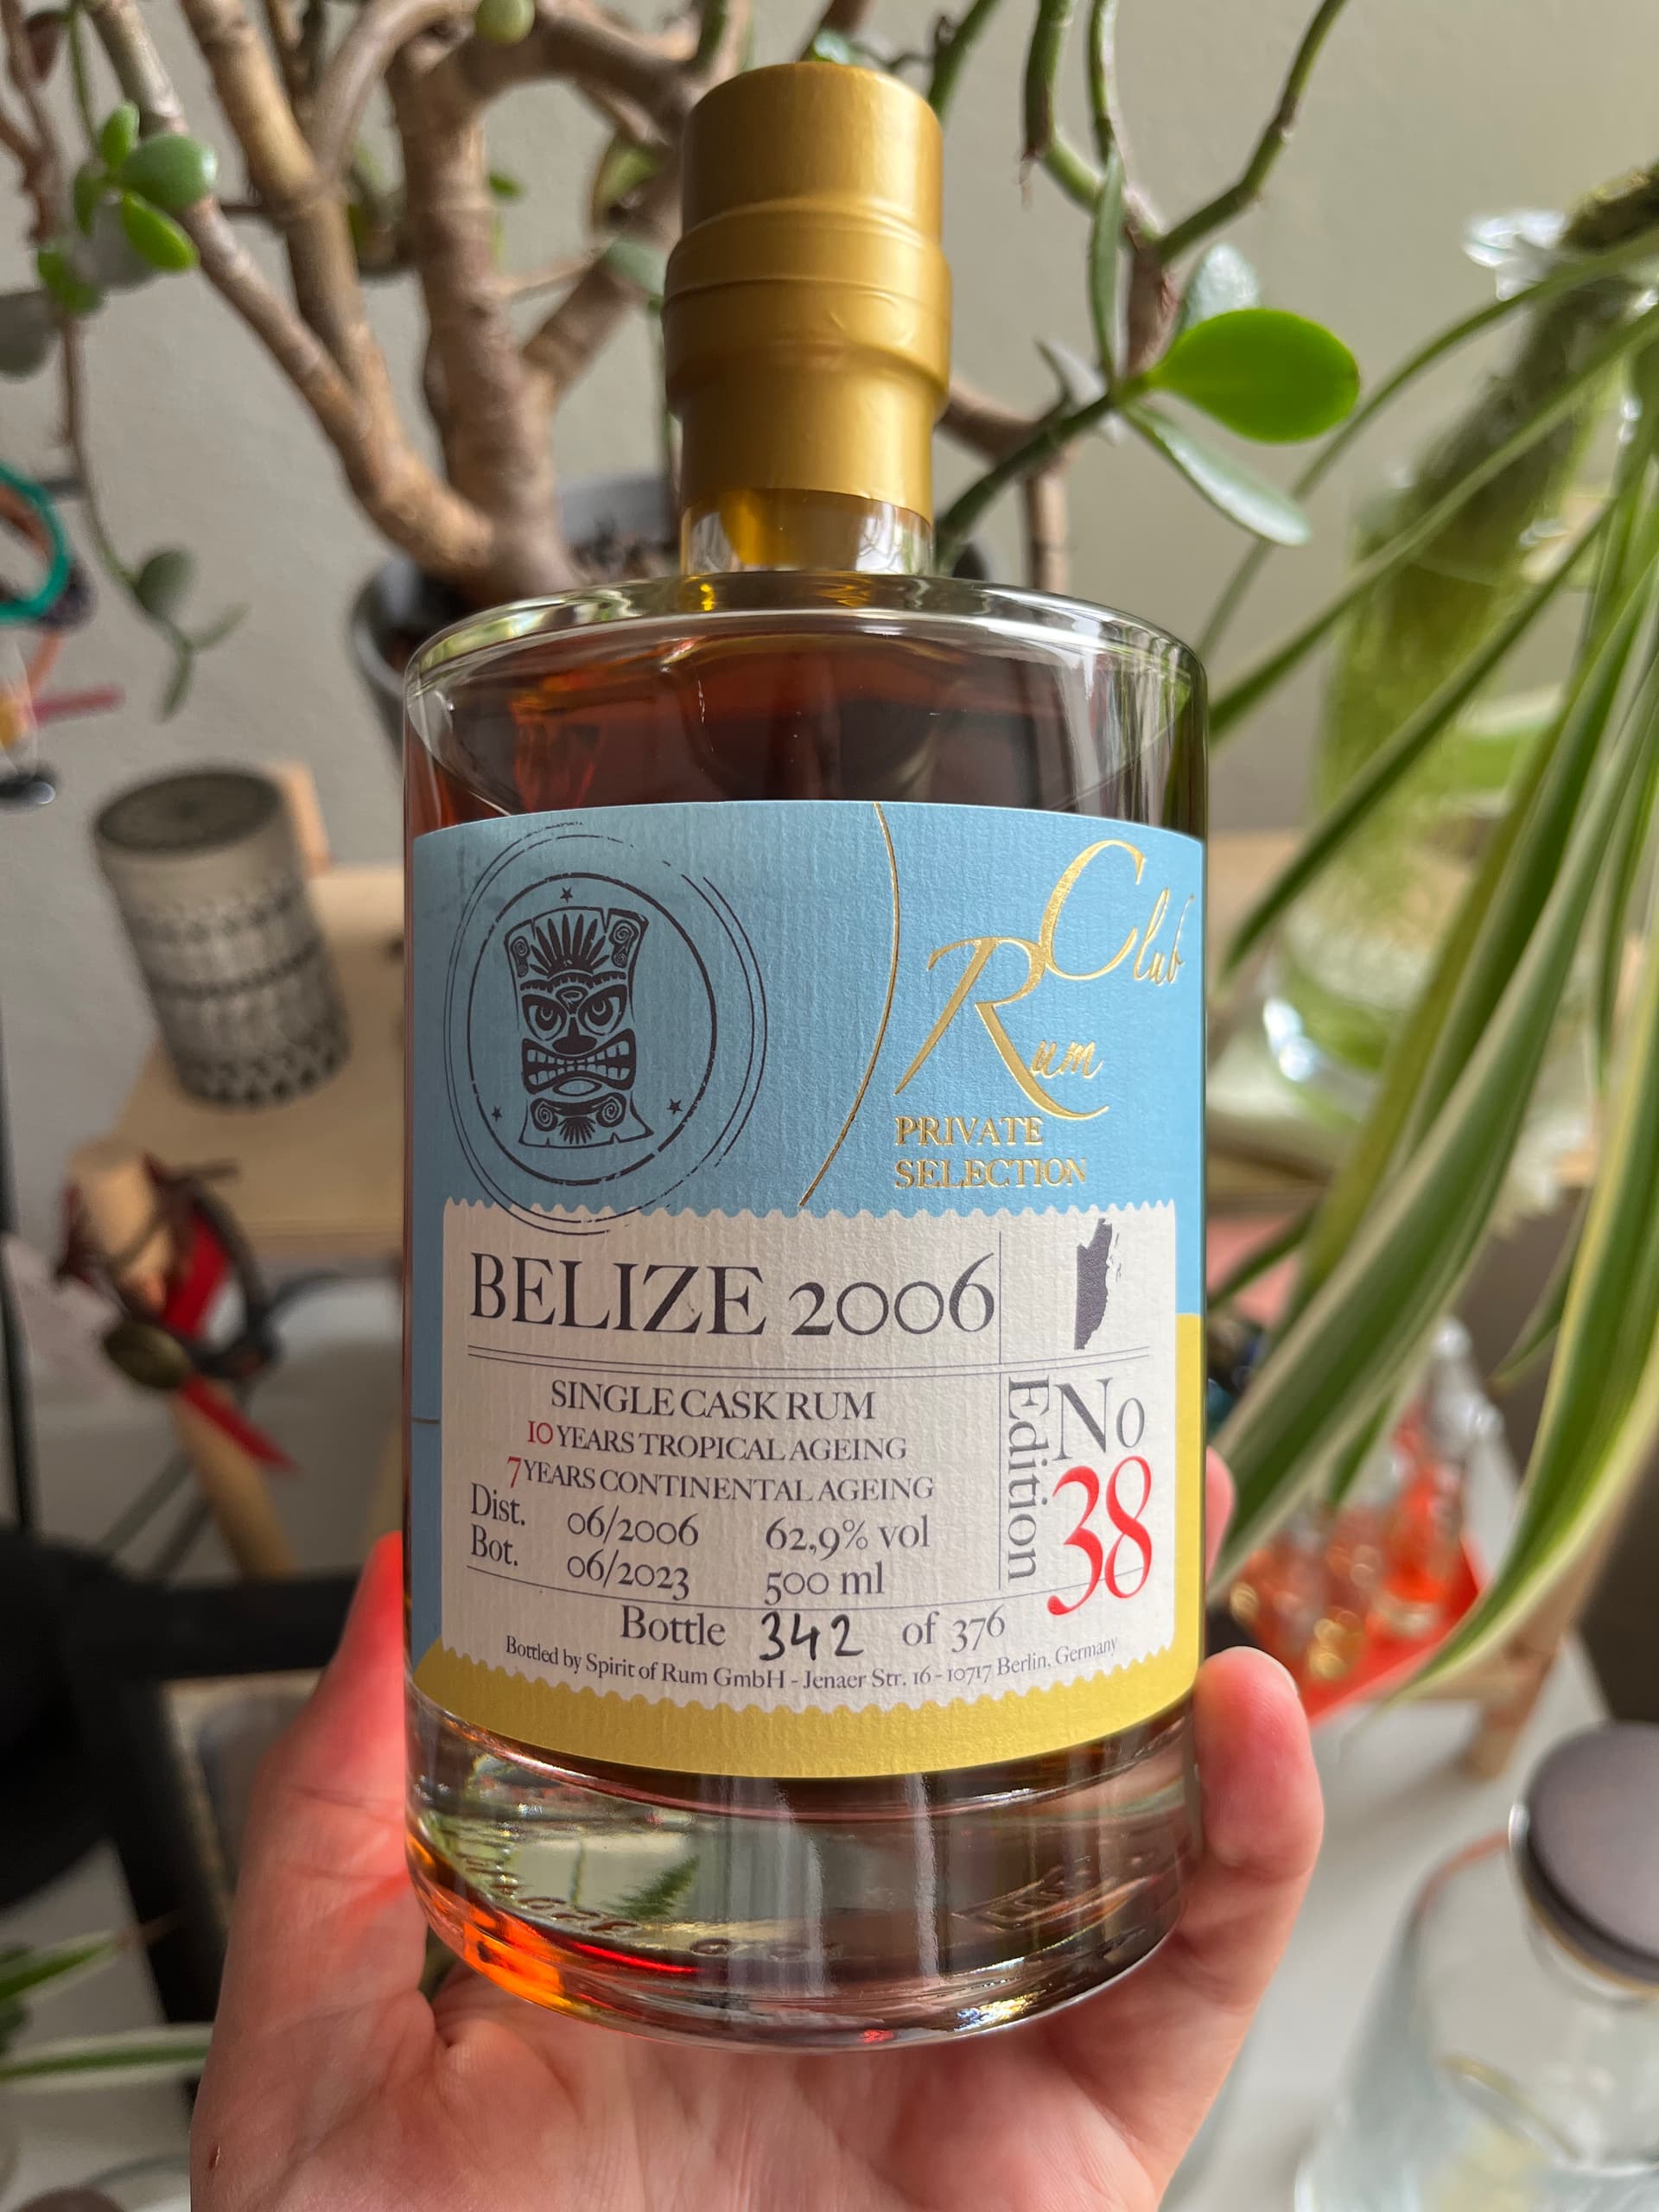 Rum Club
PRIVATE
SELECTION
BELIZE 2006
SINGLE CASK RUM
10 YEARS TROPICAL AGEING
7 YEARS CONTINENTAL AGEING
Dist. 06/2006 62,9% vol
Bot. 06/2023 500 ml
Edition No 38
Bottle 342 of 376
Bottled by Spirit of Rum GmbH - Jenaer Str. 16 - 10717 Berlin, Germany